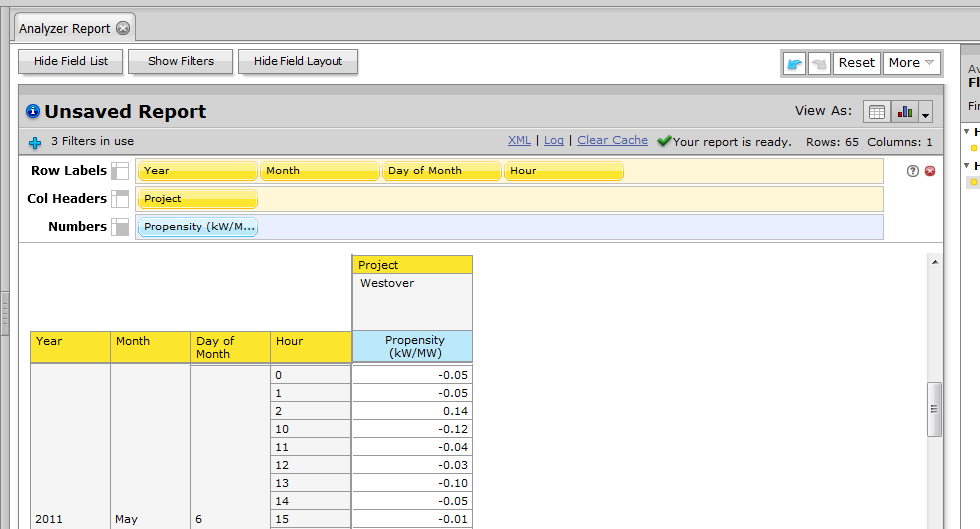 Analyzer Report
Hide Field List Show Filters Hide Field Layout Reset More
Unsaved Report View As:
3 Filters in use XML | Log | Clear Cache Your report is ready. Rows: 65 Columns: 1
Row Labels Year Month Day of Month Hour
Col Headers Project
Numbers Propensity (kW/M...
Project
Westover
Year Month Day of Month Hour Propensity (kW/MW)
0 -0.05
1 -0.05
2 0.14
10 -0.12
11 -0.04
12 -0.03
13 -0.10
14 -0.05
2011 May 6 15 -0.01